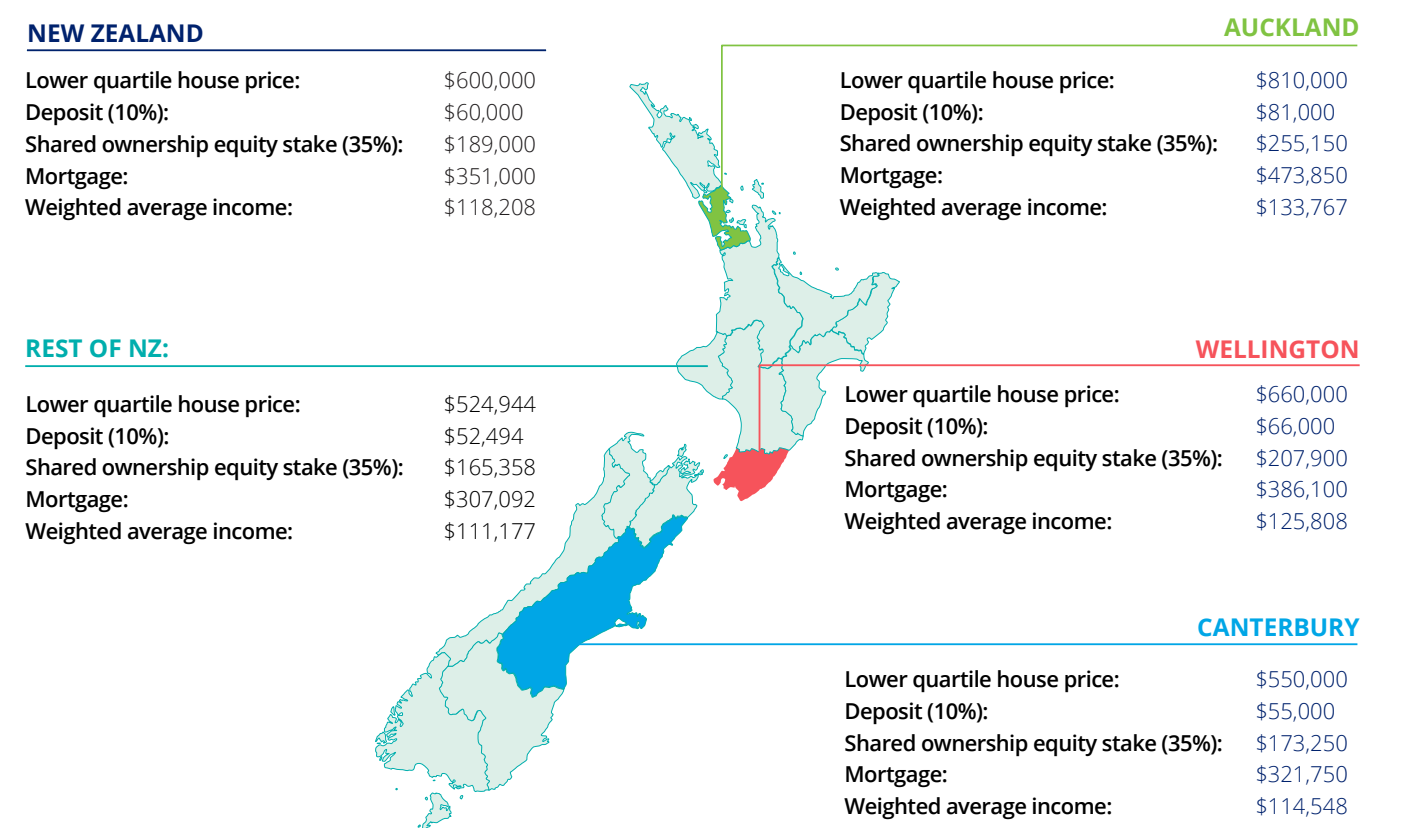 NEW ZEALAND
Lower quartile house price: $600,000
Deposit (10%): $60,000
Shared ownership equity stake (35%): $189,000
Mortgage: $351,000
Weighted average income: $118,208
AUCKLAND
Lower quartile house price: $810,000
Deposit (10%): $81,000
Shared ownership equity stake (35%): $255,150
Mortgage: $473,850
Weighted average income: $133,767
REST OF NZ:
Lower quartile house price: $524,944
Deposit (10%): $52,494
Shared ownership equity stake (35%): $165,358
Mortgage: $307,092
Weighted average income: $111,177
WELLINGTON
Lower quartile house price: $660,000
Deposit (10%): $66,000
Shared ownership equity stake (35%): $207,900
Mortgage: $386,100
Weighted average income: $125,808
CANTERBURY
Lower quartile house price: $550,000
Deposit (10%): $55,000
Shared ownership equity stake (35%): $173,250
Mortgage: $321,750
Weighted average income: $114,548